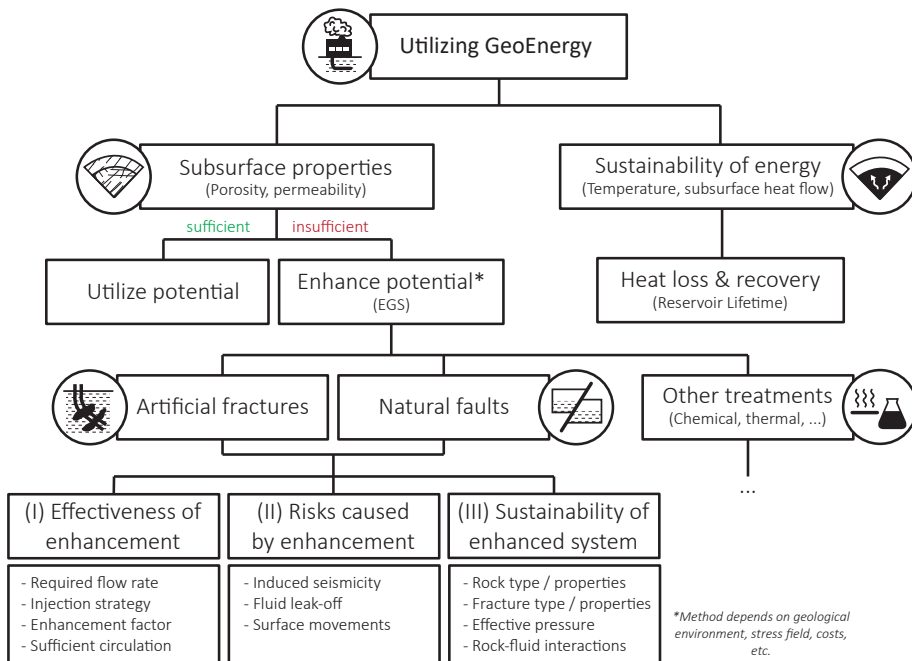 Utilizing GeoEnergy
Subsurface properties
(Porosity, permeability)
Sustainability of energy
(Temperature, subsurface heat flow)
sufficient
insufficient
Utilize potential
Enhance potential*
(EGS)
Heat loss & recovery
(Reservoir Lifetime)
Artificial fractures
Natural faults
Other treatments
(Chemical, thermal, ...)
...
(I) Effectiveness of
enhancement
(II) Risks caused
by enhancement
(III) Sustainability of
enhanced system
- Required flow rate
- Injection strategy
- Enhancement factor
- Sufficient circulation
- Induced seismicity
- Fluid leak-off
- Surface movements
- Rock type / properties
- Fracture type / properties
- Effective pressure
- Rock-fluid interactions
*Method depends on geological
environment, stress field, costs,
etc.